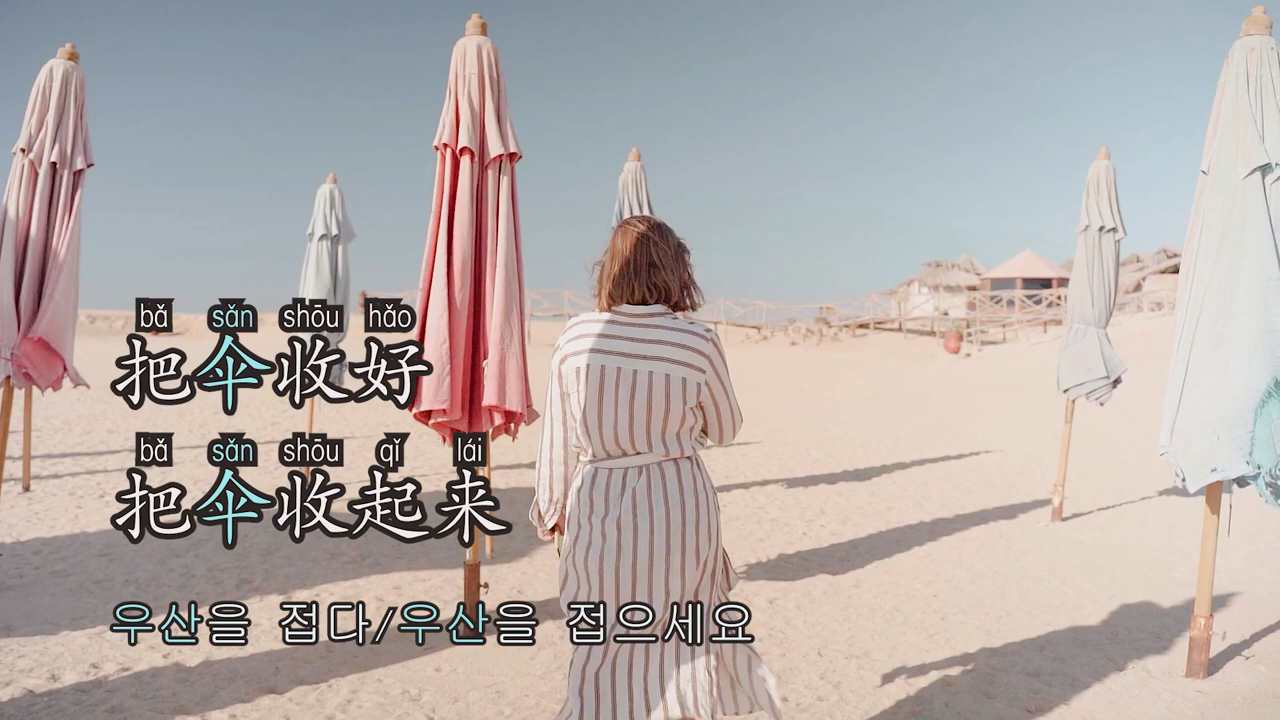 bǎ sǎn shōu hǎo
把伞收好
bǎ sǎn shōu qǐ lái
把伞收起来
우산을 접다/우산을 접으세요